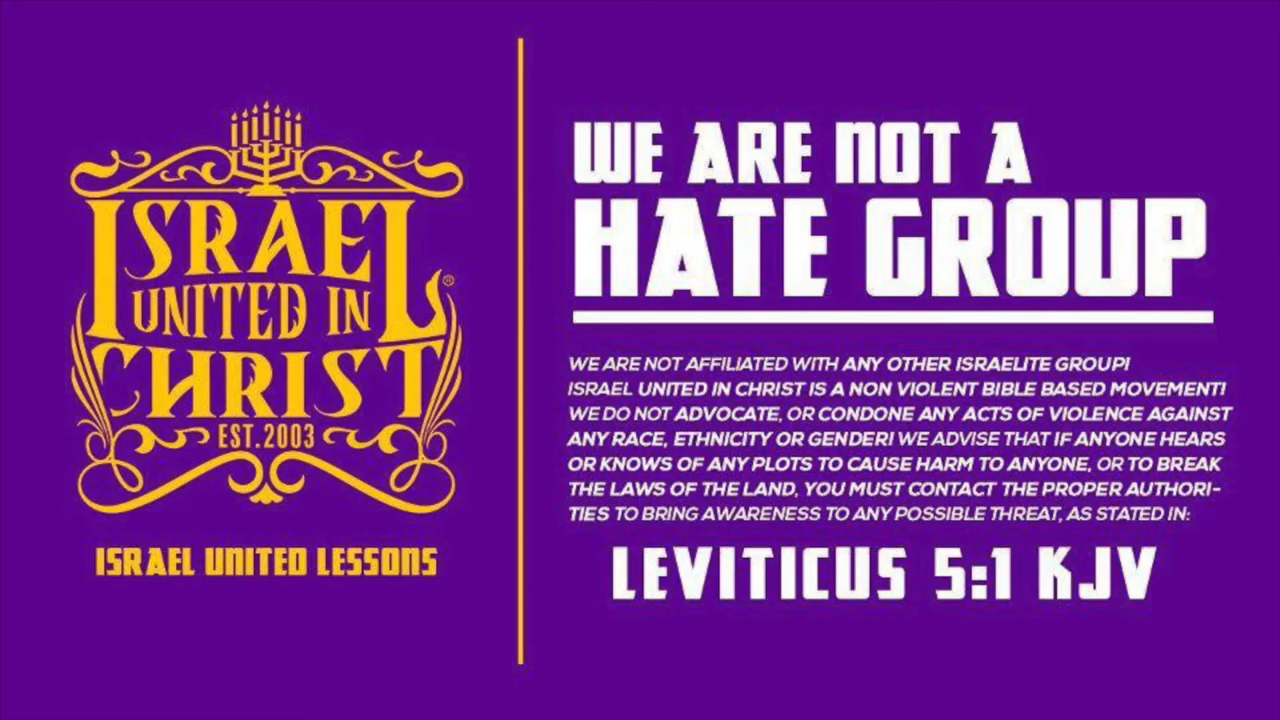 ISRAEL
UNITED IN
CHRIST
EST.2003
®
ISRAEL UNITED LESSONS
WE ARE NOT A
HATE GROUP
WE ARE NOT AFFILIATED WITH ANY OTHER ISRAELITE GROUP!
ISRAEL UNITED IN CHRIST IS A NON VIOLENT BIBLE BASED MOVEMENT!
WE DO NOT ADVOCATE, OR CONDONE ANY ACTS OF VIOLENCE AGAINST
ANY RACE, ETHNICITY OR GENDER! WE ADVISE THAT IF ANYONE HEARS
OR KNOWS OF ANY PLOTS TO CAUSE HARM TO ANYONE, OR TO BREAK
THE LAWS OF THE LAND, YOU MUST CONTACT THE PROPER AUTHORI-
TIES TO BRING AWARENESS TO ANY POSSIBLE THREAT, AS STATED IN:
LEVITICUS 5:1 KJV